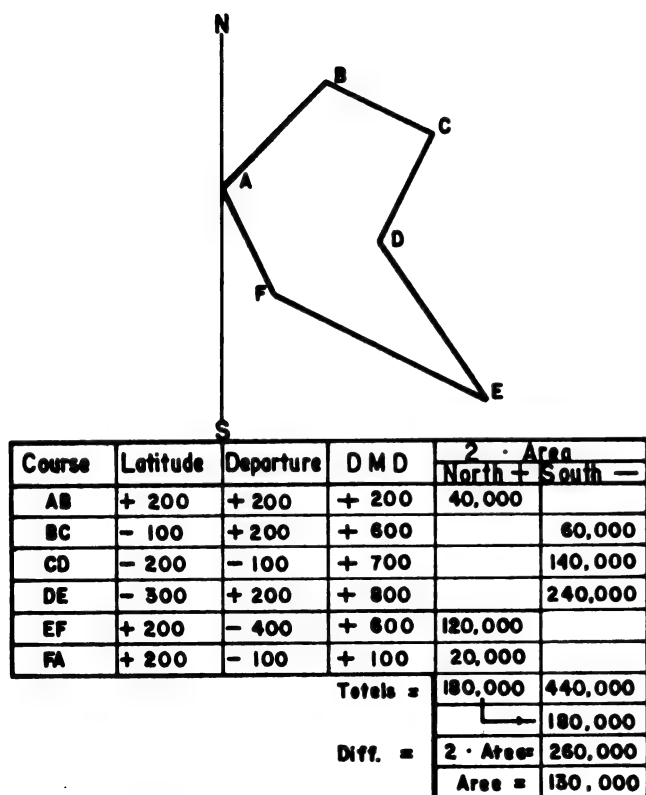 N
B
C
A
D
F
E
S
Course Latitude Departure DMD 2 · Area
North + South —
AB + 200 + 200 + 200 40,000
BC - 100 + 200 + 600 60,000
CD - 200 - 100 + 700 140,000
DE - 300 + 200 + 800 240,000
EF + 200 - 400 + 600 120,000
FA + 200 - 100 + 100 20,000
Totals = 180,000 440,000
180,000
Diff. = 2 · Area= 260,000
Area = 130,000